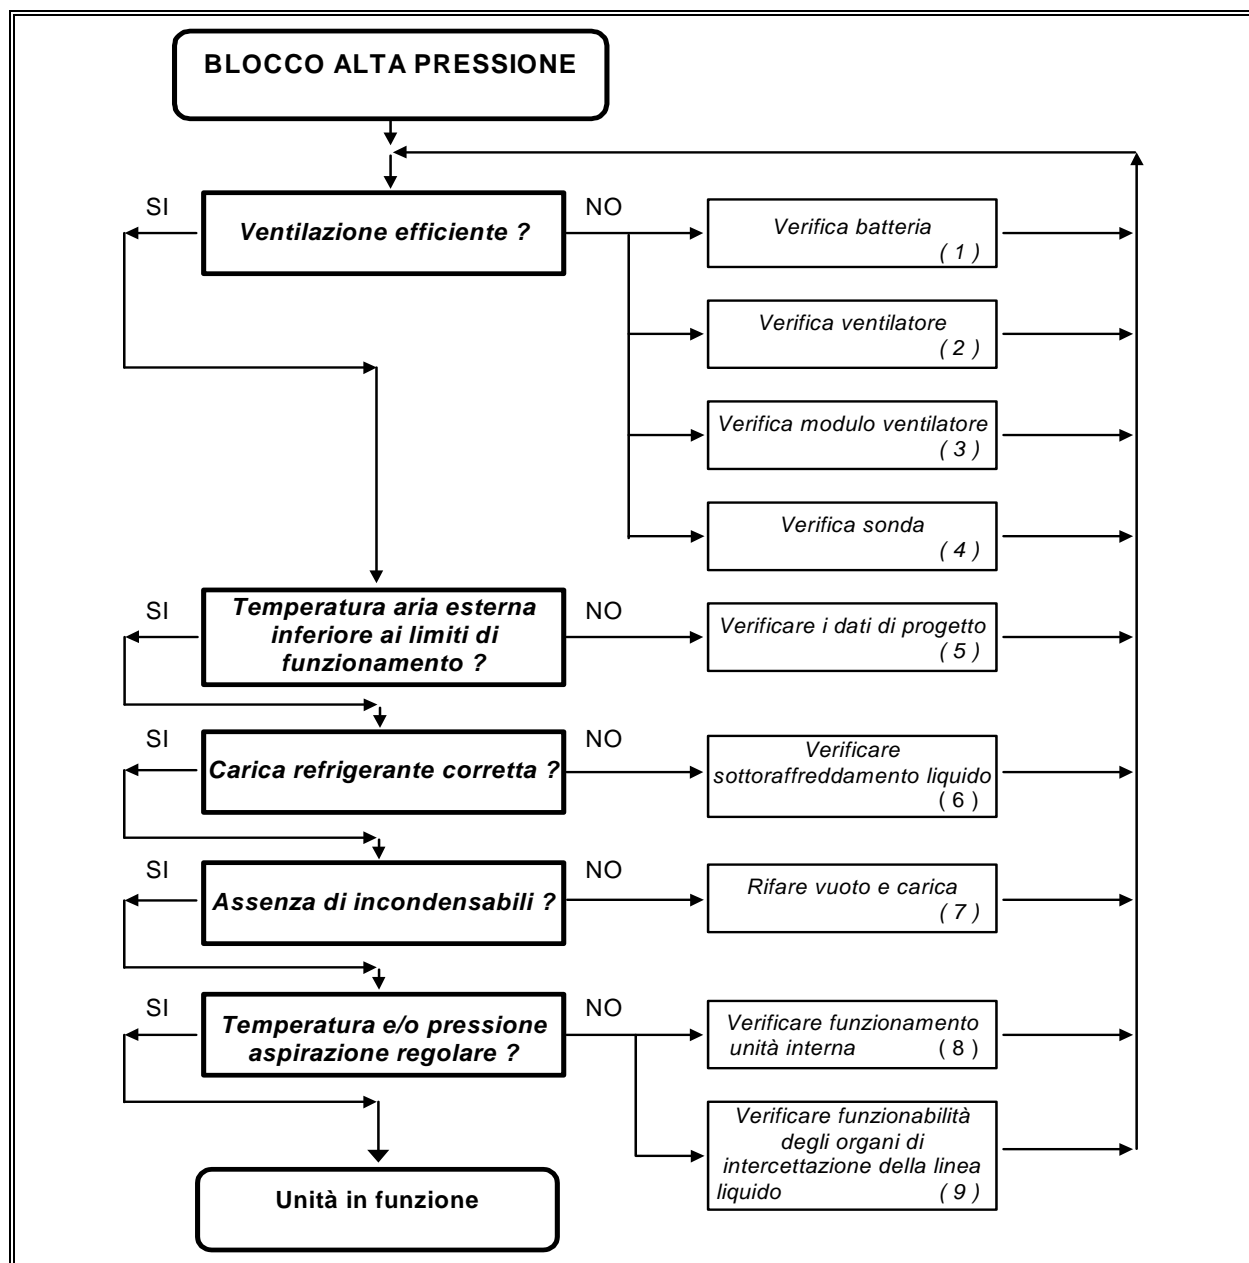 BLOCCO ALTA PRESSIONE
SI
Ventilazione efficiente ?
NO
Verifica batteria
( 1 )
Verifica ventilatore
( 2 )
Verifica modulo ventilatore
( 3 )
Verifica sonda
( 4 )
SI
Temperatura aria esterna
inferiore ai limiti di
funzionamento ?
NO
Verificare i dati di progetto
( 5 )
SI
Carica refrigerante corretta ?
NO
Verificare
sottoraffreddamento liquido
( 6 )
SI
Assenza di incondensabili ?
NO
Rifare vuoto e carica
( 7 )
SI
Temperatura e/o pressione
aspirazione regolare ?
NO
Verificare funzionamento
unità interna ( 8 )
Verificare funzionabilità
degli organi di
intercettazione della linea
liquido ( 9 )
Unità in funzione